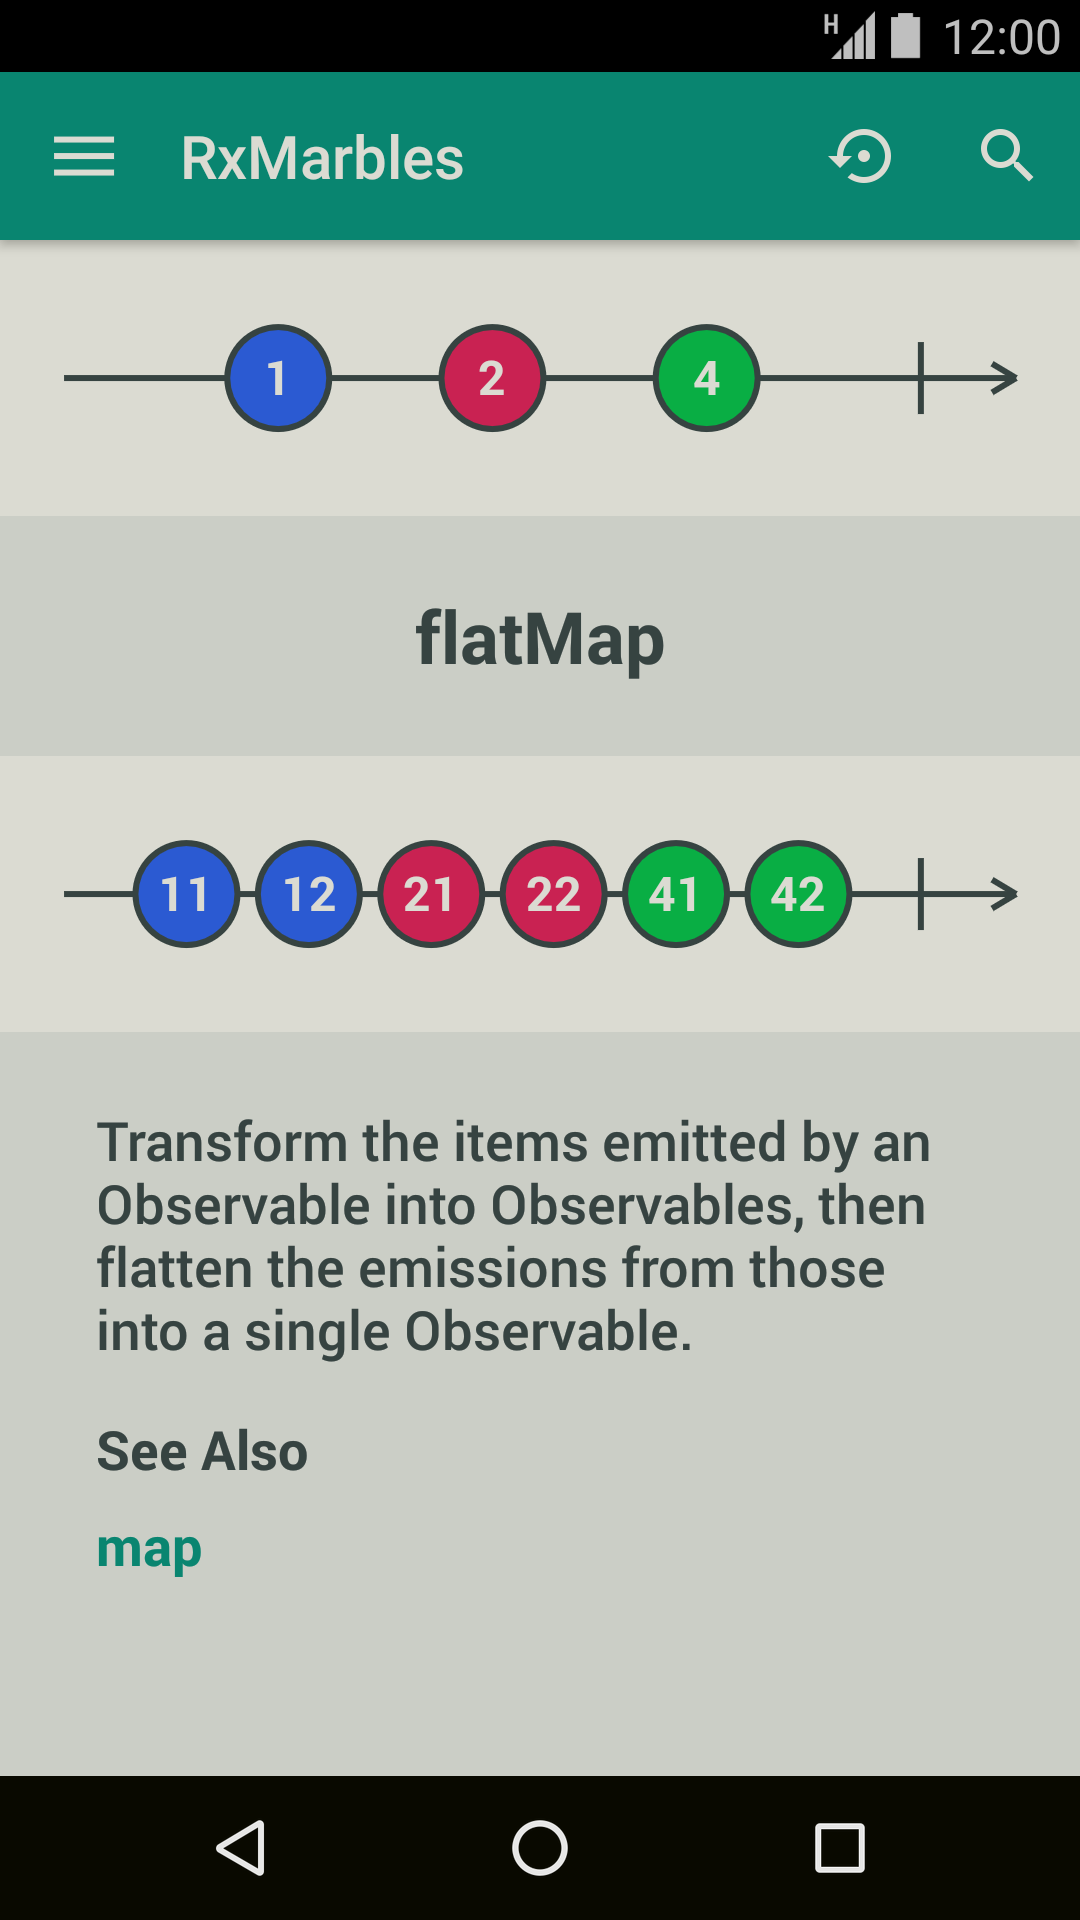 H 12:00
RxMarbles
1 2 4
flatMap
11 12 21 22 41 42
Transform the items emitted by an
Observable into Observables, then
flatten the emissions from those
into a single Observable.
See Also
map